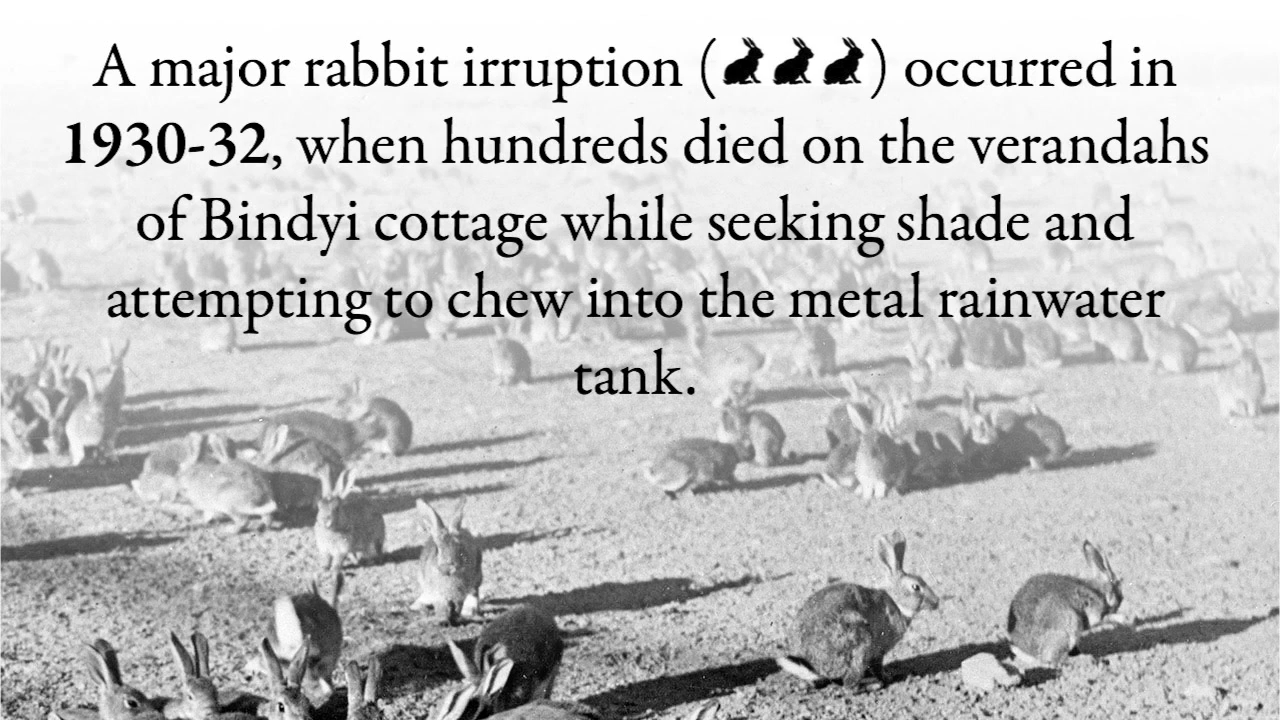 A major rabbit irruption (🐇🐇🐇) occurred in
1930-32, when hundreds died on the verandahs
of Bindyi cottage while seeking shade and
attempting to chew into the metal rainwater
tank.